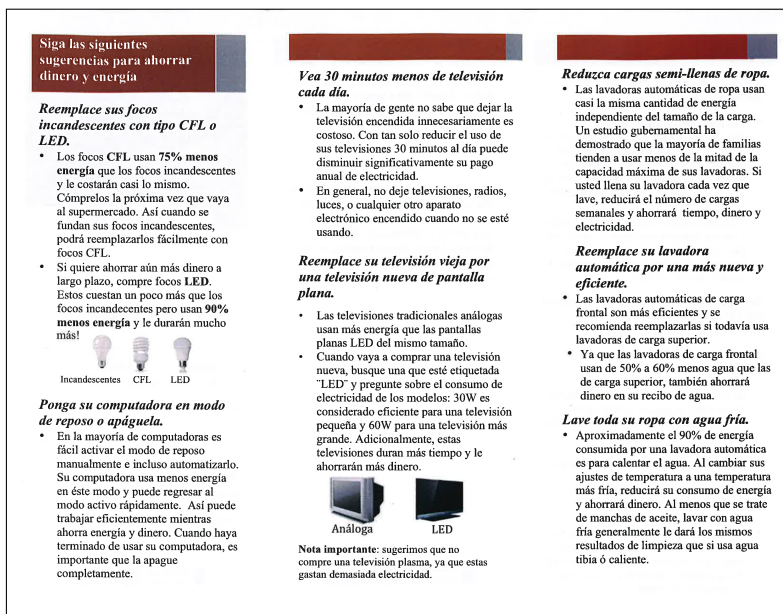 Siga las siguientes
sugerencias para ahorrar
dinero y energía
Reemplace sus focos
incandescentes con tipo CFL o
LED.
• Los focos CFL usan 75% menos
energía que los focos incandescentes
y le costarán casi lo mismo.
Cómprelos la próxima vez que vaya
al supermercado. Así cuando se
fundan sus focos incandescentes,
podrá reemplazarlos fácilmente con
focos CFL.
• Si quiere ahorrar aún más dinero a
largo plazo, compre focos LED.
Estos cuestan un poco más que los
focos incandecentes pero usan 90%
menos energía y le durarán mucho
más!
Incandescentes CFL LED
Ponga su computadora en modo
de reposo o apáguela.
• En la mayoría de computadoras es
fácil activar el modo de reposo
manualmente e incluso automatizarlo.
Su computadora usa menos energía
en éste modo y puede regresar al
modo activo rápidamente. Así puede
trabajar eficientemente mientras
ahorra energía y dinero. Cuando haya
terminado de usar su computadora, es
importante que la apague
completamente.
Vea 30 minutos menos de televisión
cada día.
• La mayoría de gente no sabe que dejar la
televisión encendida innecesariamente es
costoso. Con tan solo reducir el uso de
sus televisiones 30 minutos al día puede
disminuir significativamente su pago
anual de electricidad.
• En general, no deje televisiones, radios,
luces, o cualquier otro aparato
electrónico encendido cuando no se esté
usando.
Reemplace su televisión vieja por
una televisión nueva de pantalla
plana.
• Las televisiones tradicionales análogas
usan más energía que las pantallas
planas LED del mismo tamaño.
• Cuando vaya a comprar una televisión
nueva, busque una que esté etiquetada
¨LED¨ y pregunte sobre el consumo de
electricidad de los modelos: 30W es
considerado eficiente para una televisión
pequeña y 60W para una televisión más
grande. Adicionalmente, estas
televisiones duran más tiempo y le
ahorrarán más dinero.
Análoga LED
Nota importante: sugerimos que no
compre una televisión plasma, ya que estas
gastan demasiada electricidad.
Reduzca cargas semi-llenas de ropa.
• Las lavadoras automáticas de ropa usan
casi la misma cantidad de energía
independiente del tamaño de la carga.
Un estudio gubernamental ha
demostrado que la mayoría de familias
tienden a usar menos de la mitad de la
capacidad máxima de sus lavadoras. Si
usted llena su lavadora cada vez que
lave, reducirá el número de cargas
semanales y ahorrará tiempo, dinero y
electricidad.
Reemplace su lavadora
automática por una más nueva y
eficiente.
• Las lavadoras automáticas de carga
frontal son más eficientes y se
recomienda reemplazarlas si todavía usa
lavadoras de carga superior.
• Ya que las lavadoras de carga frontal
usan de 50% a 60% menos agua que las
de carga superior, también ahorrará
dinero en su recibo de agua.
Lave toda su ropa con agua fría.
• Aproximadamente el 90% de energía
consumida por una lavadora automática
es para calentar el agua. Al cambiar sus
ajustes de temperatura a una temperatura
más fría, reducirá su consumo de energía
y ahorrará dinero. Al menos que se trate
de manchas de aceite, lavar con agua
fría generalmente le dará los mismos
resultados de limpieza que si usa agua
tibia ó caliente.